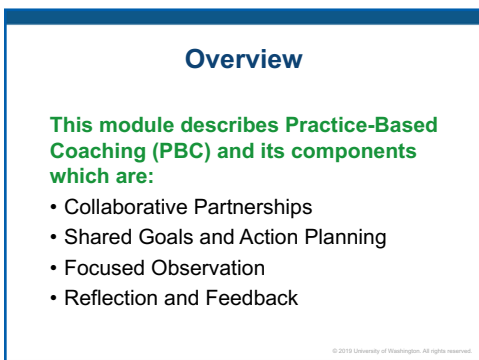 Overview
This module describes Practice-Based
Coaching (PBC) and its components
which are:
• Collaborative Partnerships
• Shared Goals and Action Planning
• Focused Observation
• Reflection and Feedback
© 2019 University of Washington. All rights reserved.